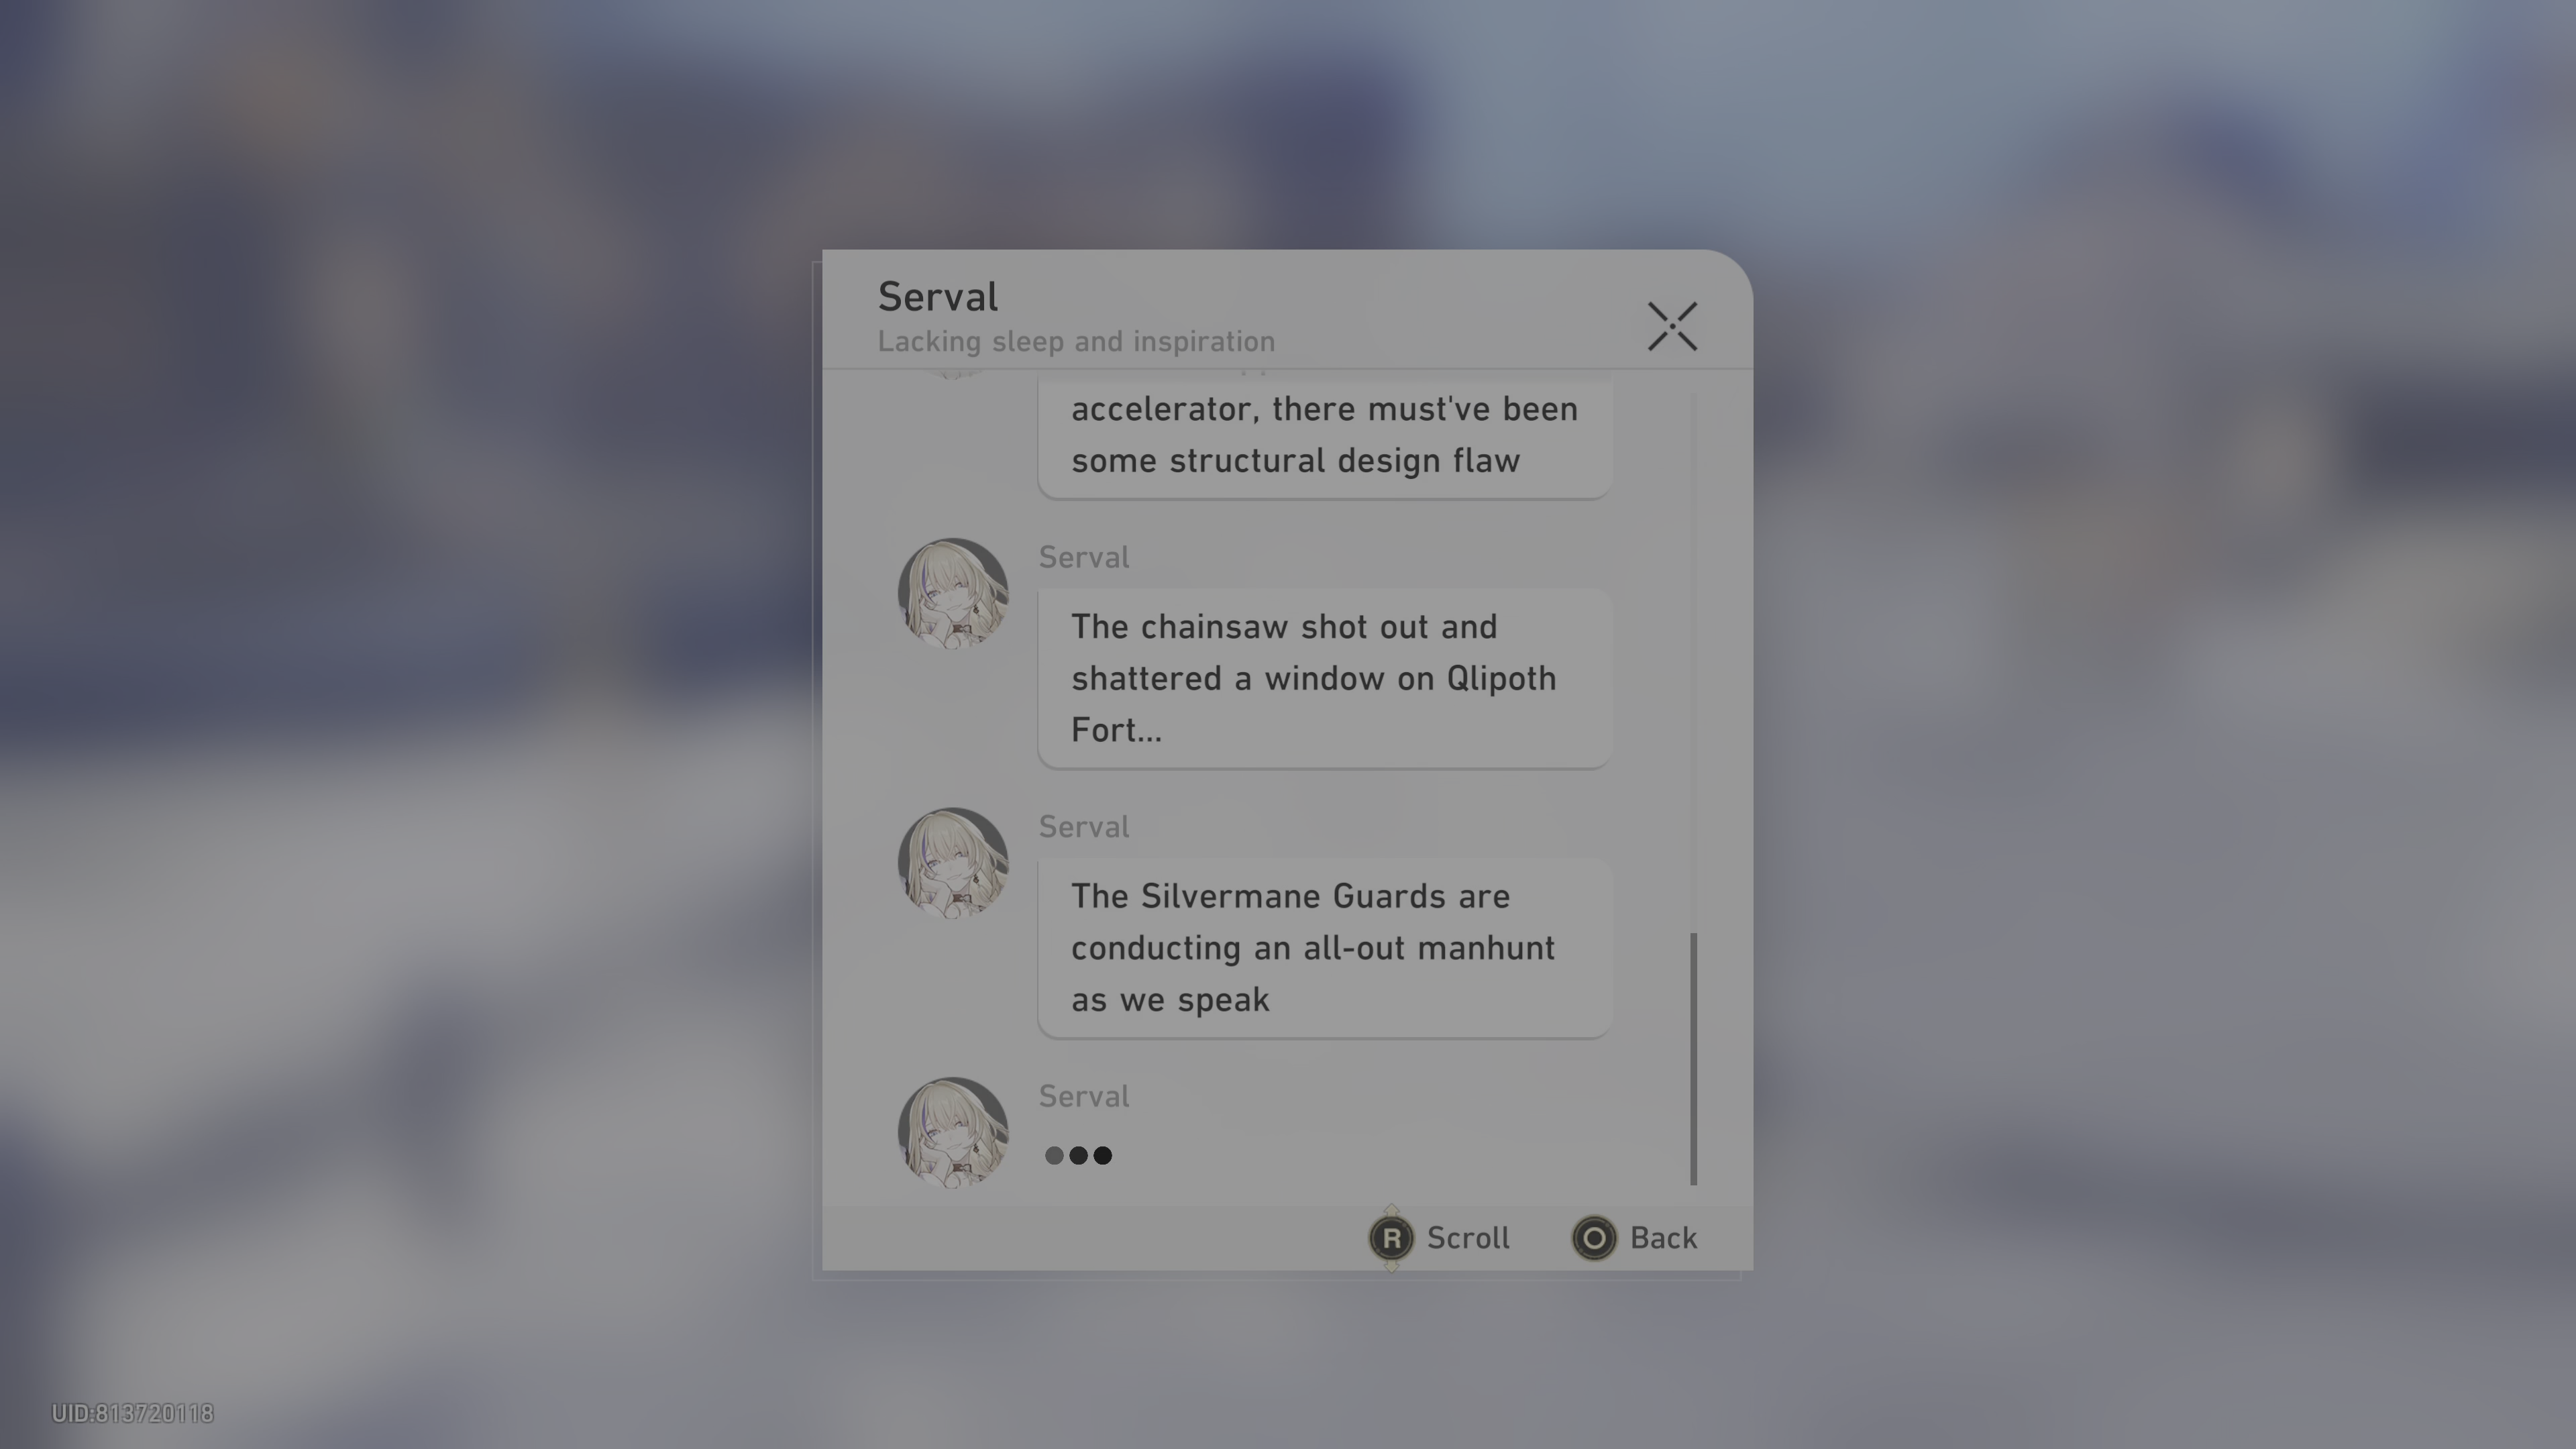 Serval
Lacking sleep and inspiration
accelerator, there must've been
some structural design flaw
Serval
The chainsaw shot out and
shattered a window on Qlipoth
Fort...
Serval
The Silvermane Guards are
conducting an all-out manhunt
as we speak
Serval
R Scroll
Back
UID:813720118